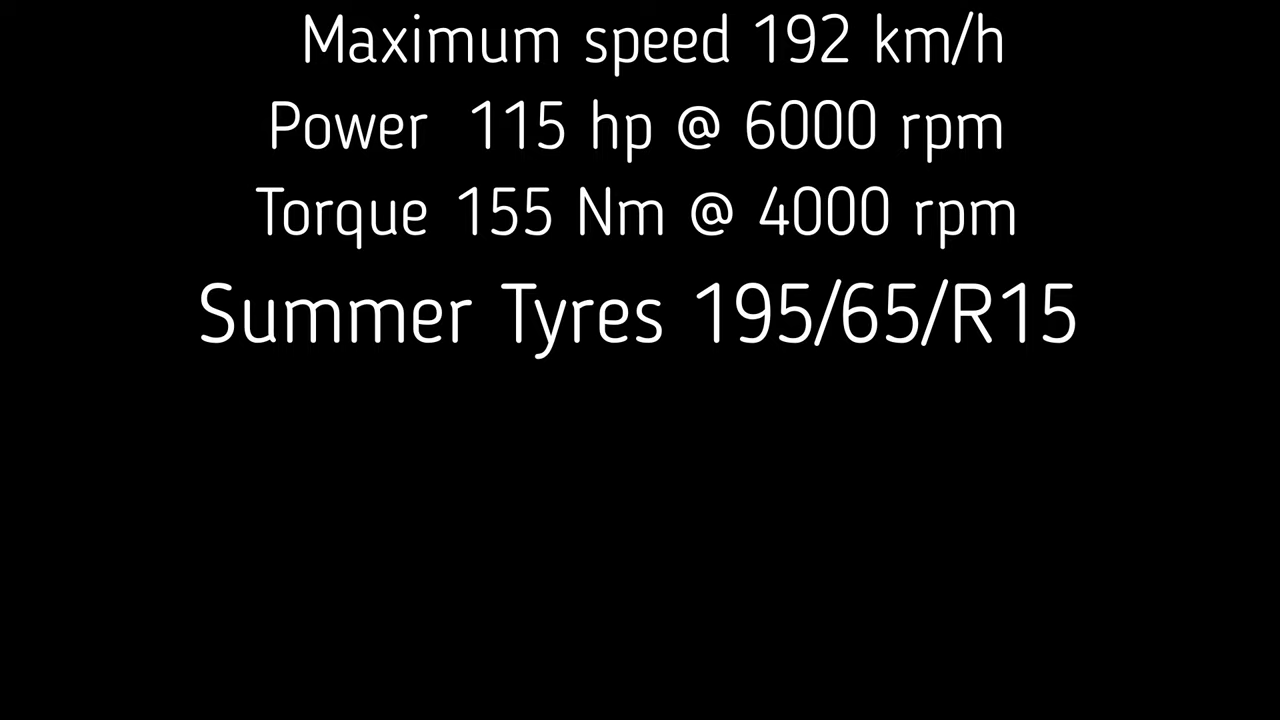 Maximum speed 192 km/h
Power 115 hp @ 6000 rpm
Torque 155 Nm @ 4000 rpm
Summer Tyres 195/65/R15